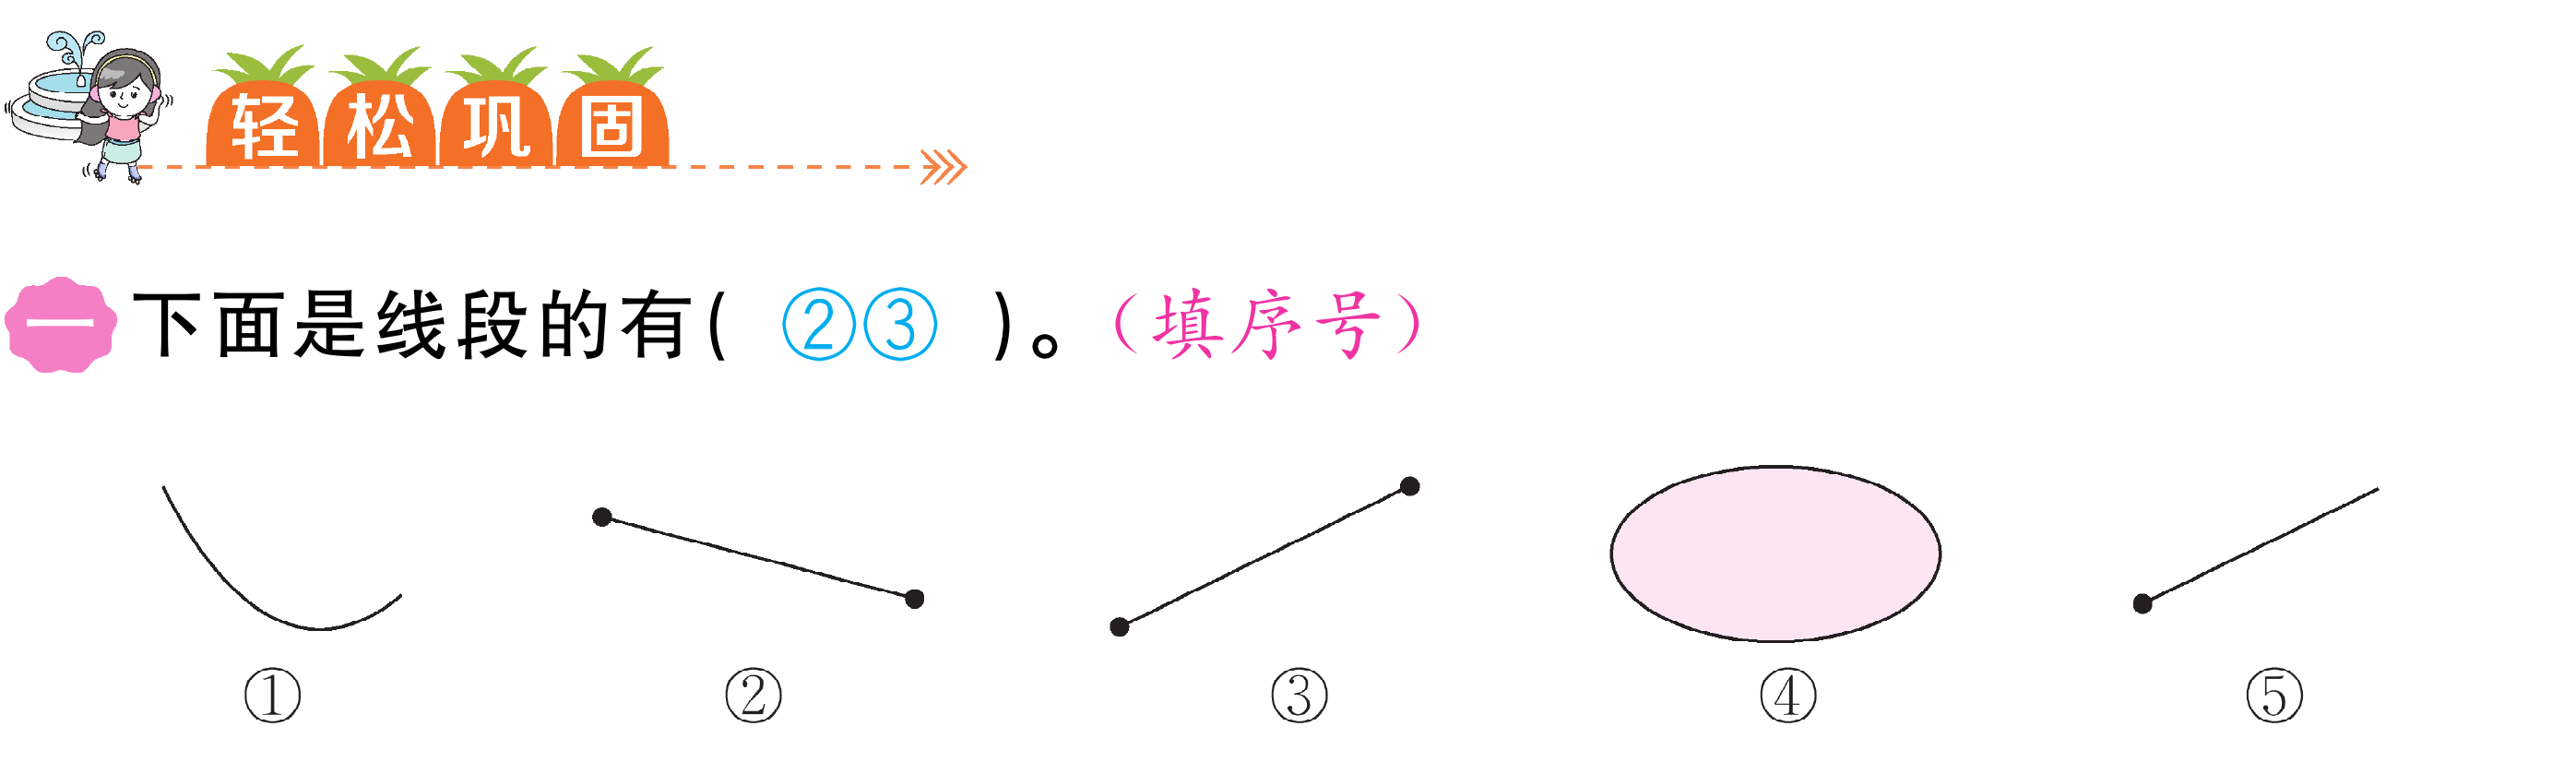 轻松巩固
一 下面是线段的有( ②③ )。(填序号)
① ② ③ ④ ⑤